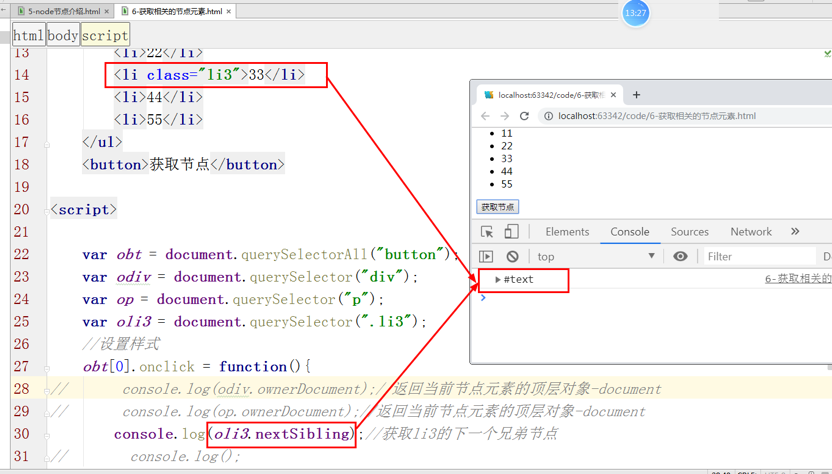 5-node节点介绍.html × 6-获取相关的节点元素.html ×
13:27
html body script
13 <li>22</li>
14 <li class="li3">33</li>
15 <li>44</li>
16 <li>55</li>
17 </ul>
18 <button>获取节点</button>
19
20 <script>
21
22 var obt = document.querySelectorAll("button");
23 var odiv = document.querySelector("div");
24 var op = document.querySelector("p");
25 var oli3 = document.querySelector(".li3");
26 //设置样式
27 obt[0].onclick = function(){
28 // console.log(odiv.ownerDocument);//返回当前节点元素的顶层对象-document
29 // console.log(op.ownerDocument);//返回当前节点元素的顶层对象-document
30 console.log(oli3.nextSibling);//获取li3的下一个兄弟节点
31 // console.log();
localhost:63342/code/6-获取 × +
localhost:63342/code/6-获取相关的节点元素.html
11
22
33
44
55
获取节点
Elements Console Sources Network »
top ▼ Filter
▶ #text 6-获取相关的